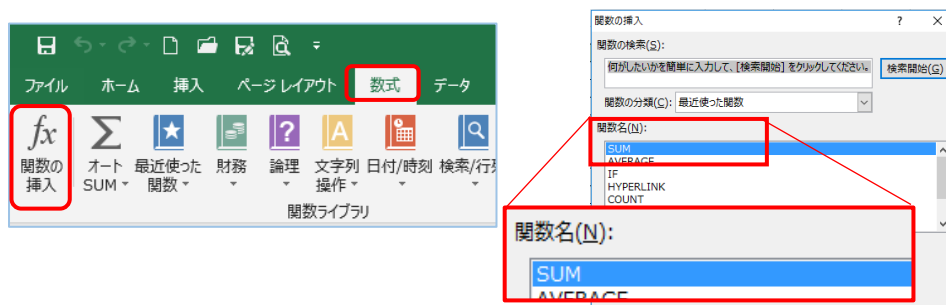 ファイル ホーム 挿入 ページ レイアウト 数式 データ
fx Σ ? A
関数の挿入 オート SUM 最近使った関数 財務 論理 文字列操作 日付/時刻 検索/行列
関数ライブラリ
関数の挿入 ? ×
関数の検索(S):
何がしたいかを簡単に入力して、[検索開始] をクリックしてください。 検索開始(G)
関数の分類(C): 最近使った関数
関数名(N):
SUM
AVERAGE
IF
HYPERLINK
COUNT
関数名(N):
SUM
AVERAGE